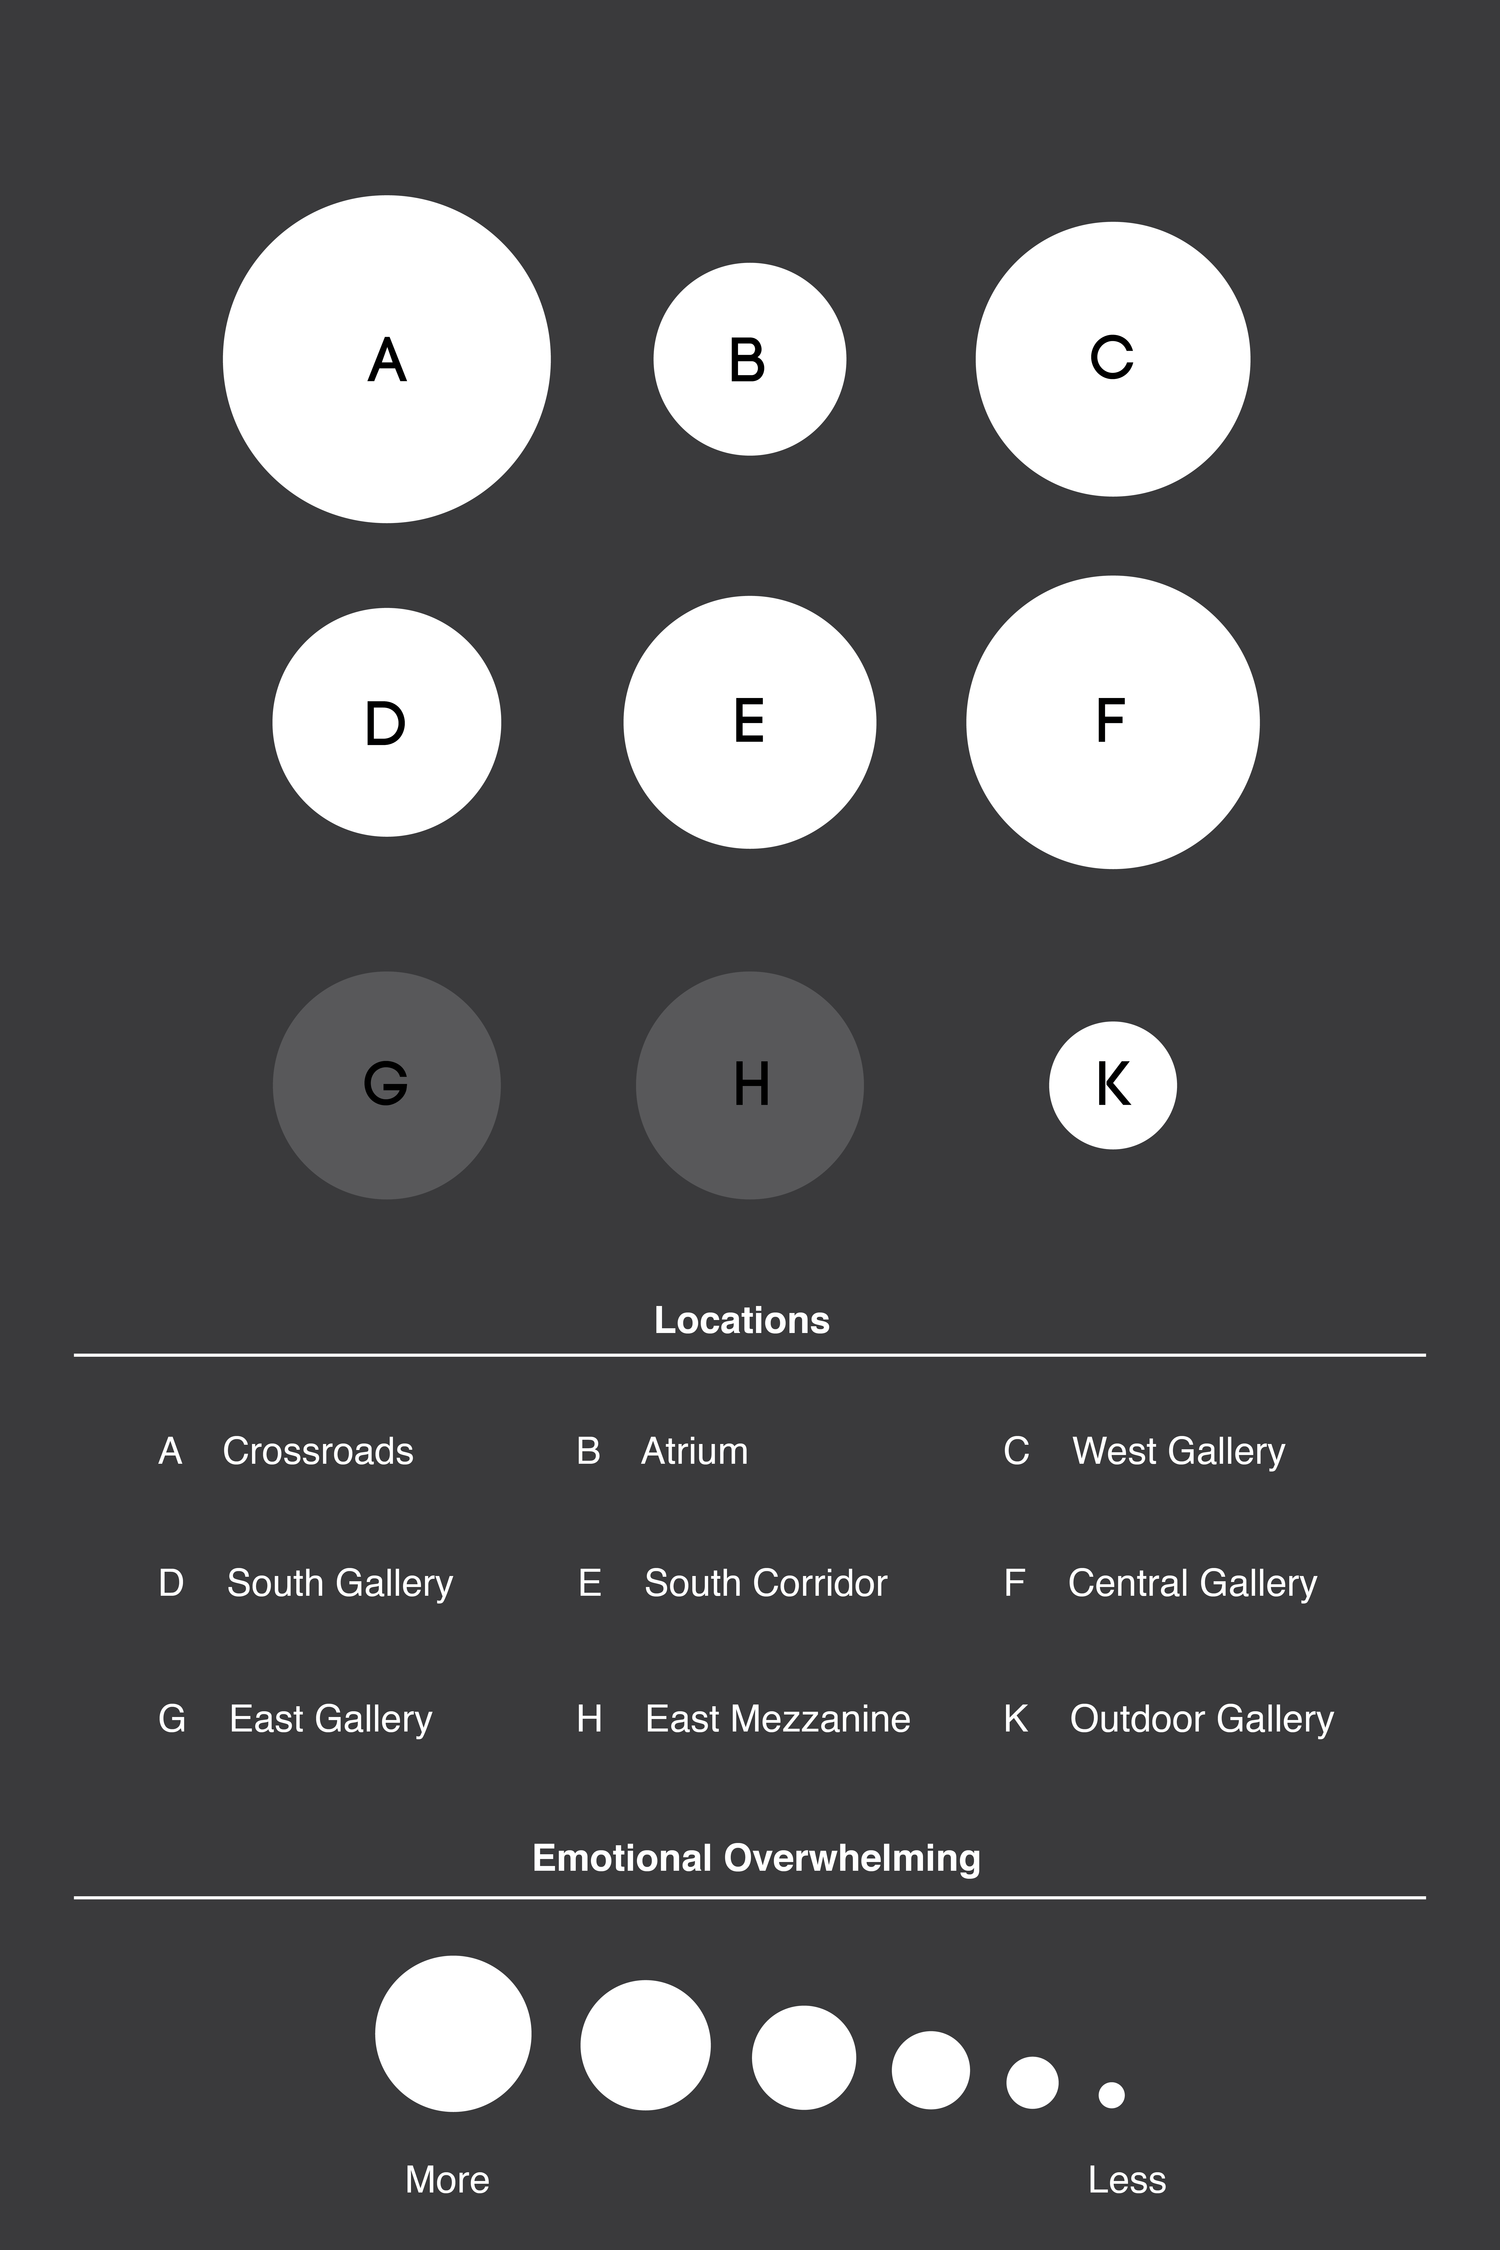 A B C
D E F
G H K
Locations
A Crossroads B Atrium C West Gallery
D South Gallery E South Corridor F Central Gallery
G East Gallery H East Mezzanine K Outdoor Gallery
Emotional Overwhelming
More Less